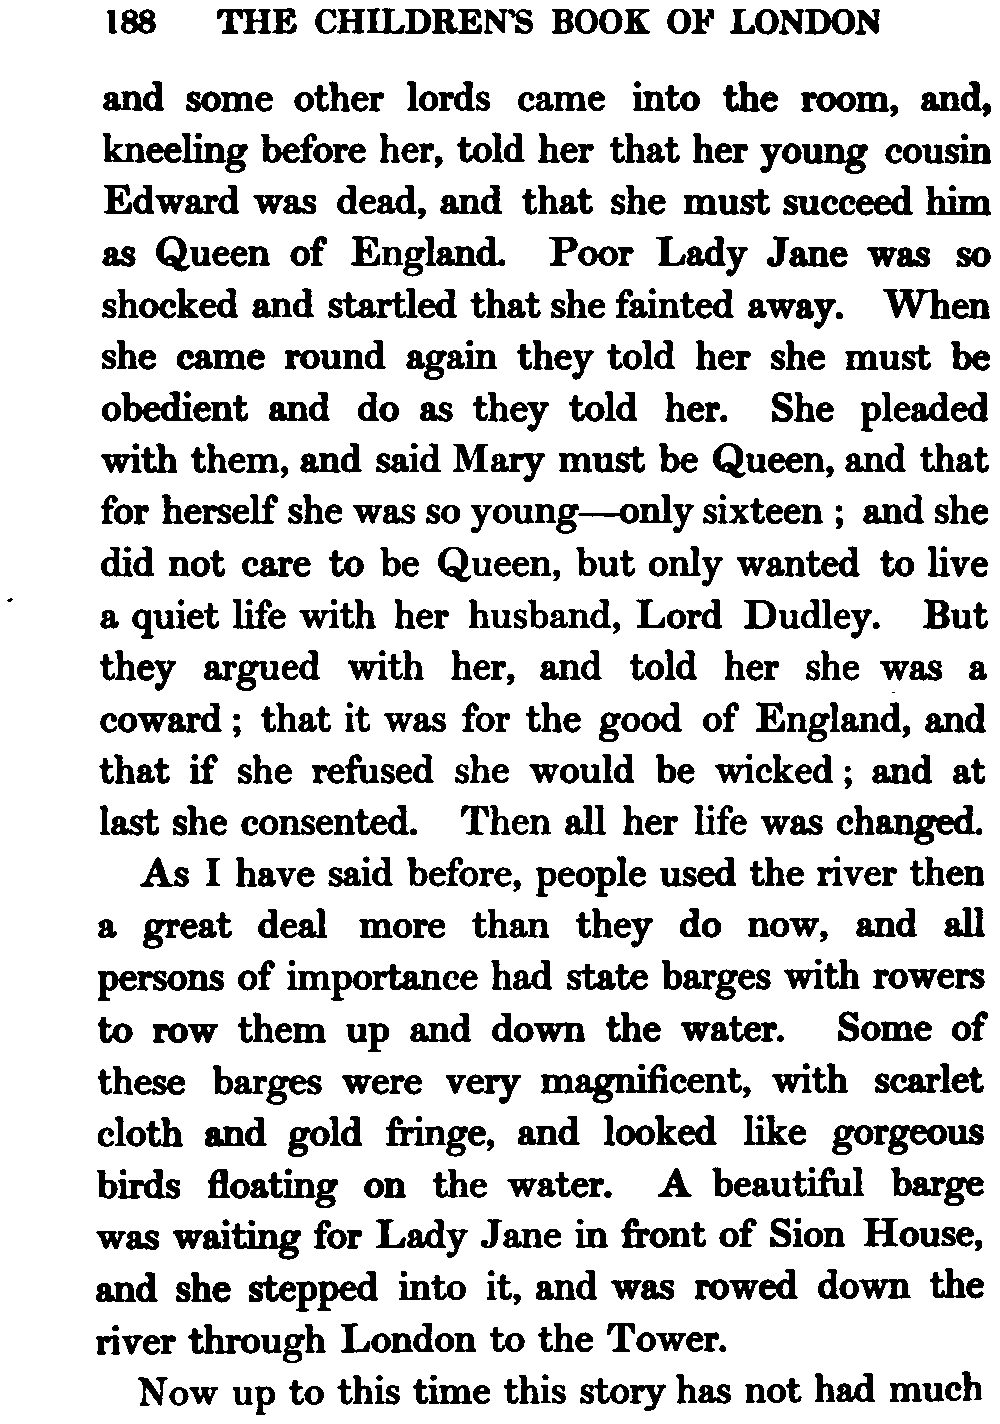 188 THE CHILDREN'S BOOK OF LONDON
and some other lords came into the room, and,
kneeling before her, told her that her young cousin
Edward was dead, and that she must succeed him
as Queen of England. Poor Lady Jane was so
shocked and startled that she fainted away. When
she came round again they told her she must be
obedient and do as they told her. She pleaded
with them, and said Mary must be Queen, and that
for herself she was so young—only sixteen ; and she
did not care to be Queen, but only wanted to live
a quiet life with her husband, Lord Dudley. But
they argued with her, and told her she was a
coward ; that it was for the good of England, and
that if she refused she would be wicked ; and at
last she consented. Then all her life was changed.
As I have said before, people used the river then
a great deal more than they do now, and all
persons of importance had state barges with rowers
to row them up and down the water. Some of
these barges were very magnificent, with scarlet
cloth and gold fringe, and looked like gorgeous
birds floating on the water. A beautiful barge
was waiting for Lady Jane in front of Sion House,
and she stepped into it, and was rowed down the
river through London to the Tower.
Now up to this time this story has not had much